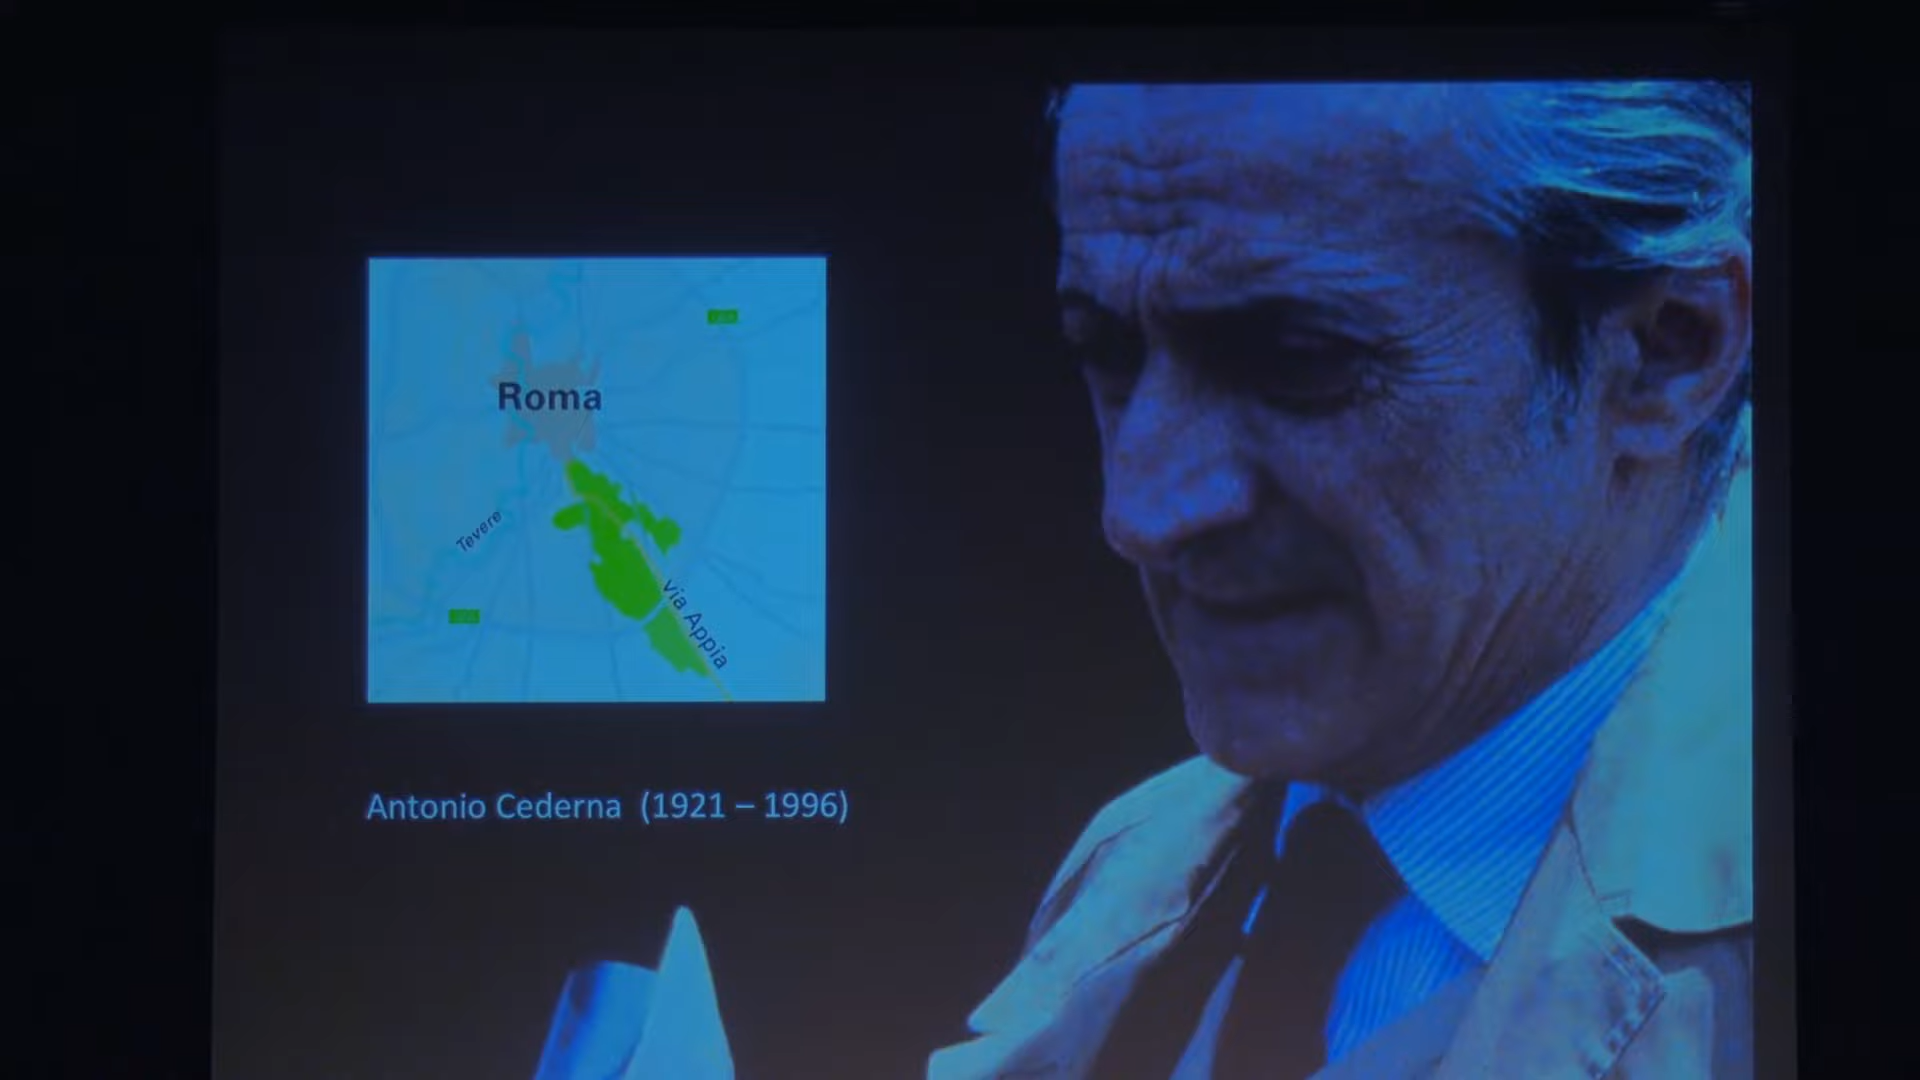 Roma
Tevere
via Appia
Antonio Cederna (1921 – 1996)